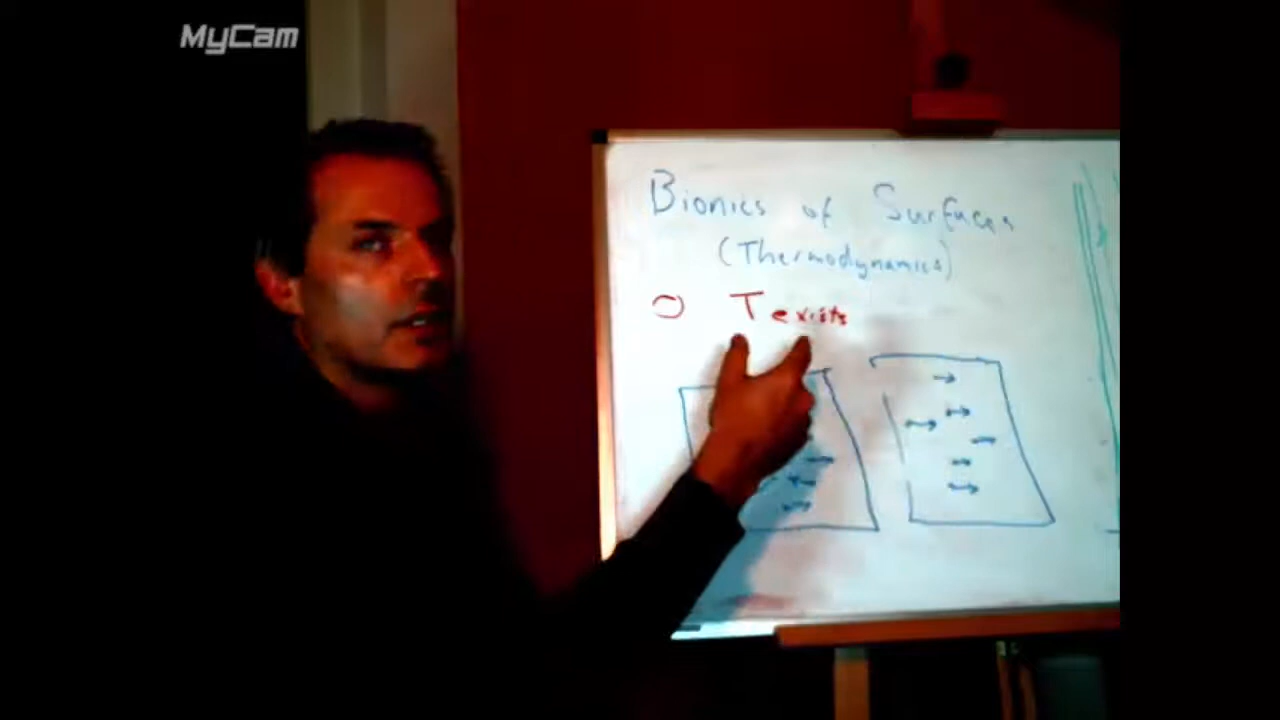 MyCam
Bionics of Surfaces
(Thermodynamics)
O T exists